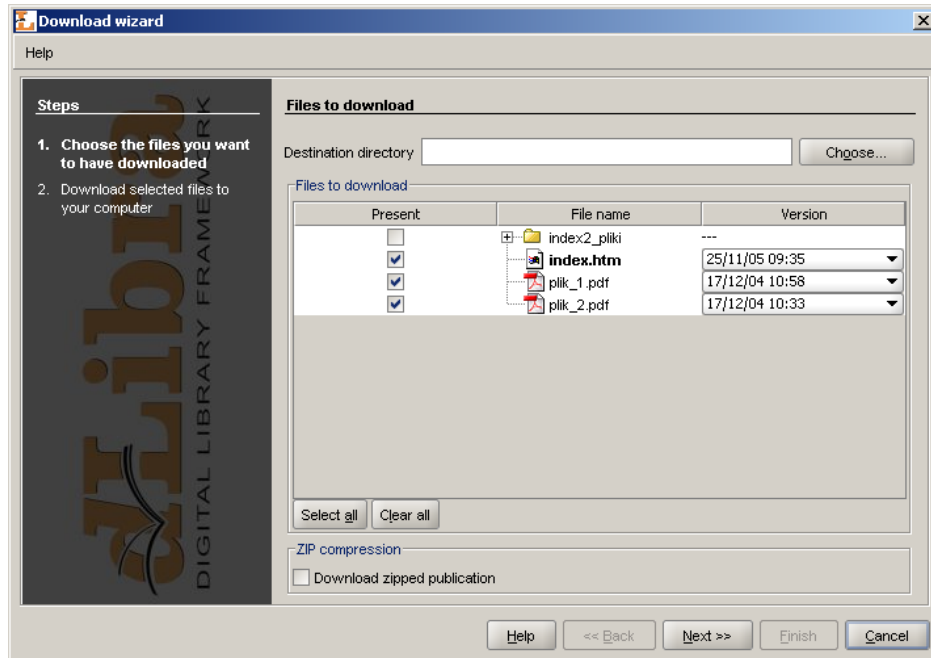 Download wizard
Help
Steps
1. Choose the files you want
to have downloaded
2. Download selected files to
your computer
dLibra
DIGITAL LIBRARY FRAMEWORK
Files to download
Destination directory Choose...
Files to download
Present File name Version
index2_pliki ---
index.htm 25/11/05 09:35
plik_1.pdf 17/12/04 10:58
plik_2.pdf 17/12/04 10:33
Select all Clear all
ZIP compression
Download zipped publication
Help << Back Next >> Finish Cancel